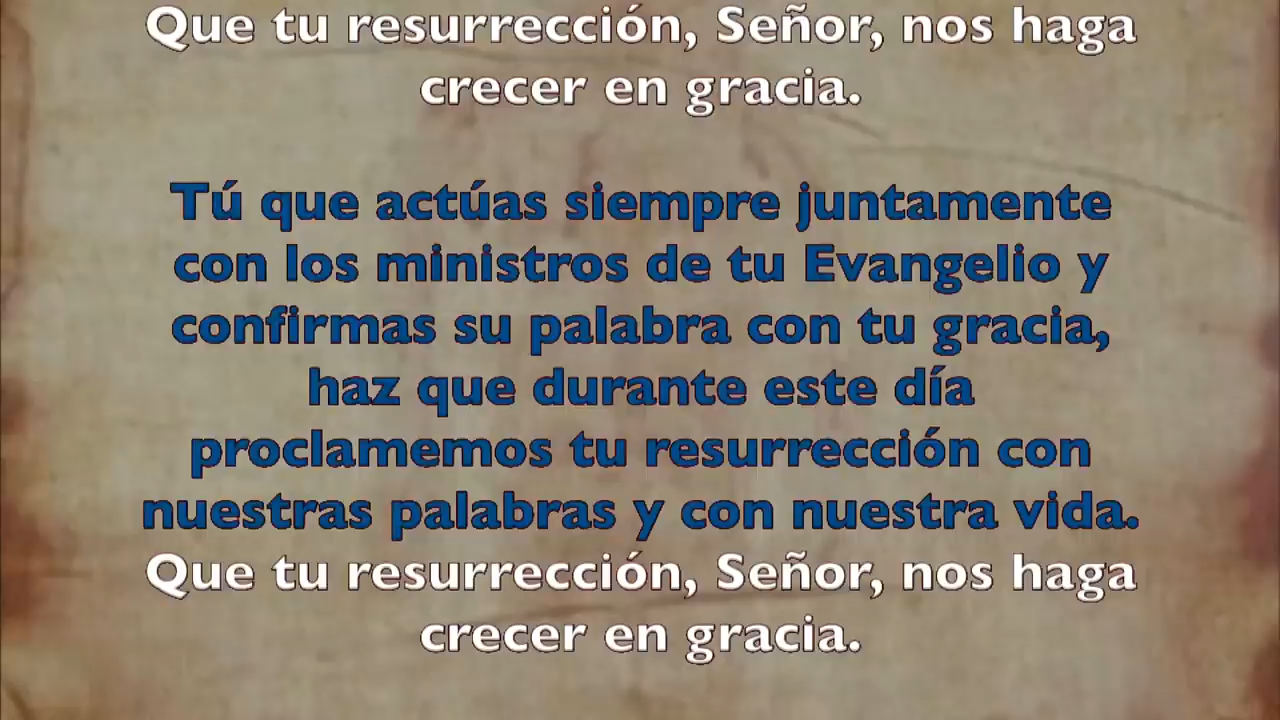 Que tu resurrección, Señor, nos haga
crecer en gracia.
Tú que actúas siempre juntamente
con los ministros de tu Evangelio y
confirmas su palabra con tu gracia,
haz que durante este día
proclamemos tu resurrección con
nuestras palabras y con nuestra vida.
Que tu resurrección, Señor, nos haga
crecer en gracia.